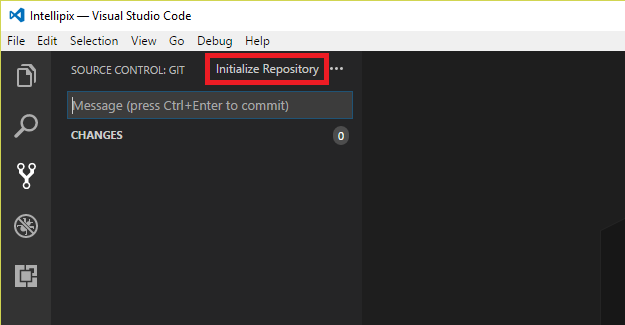 Intellipix — Visual Studio Code
File Edit Selection View Go Debug Help
SOURCE CONTROL: GIT Initialize Repository ···
Message (press Ctrl+Enter to commit)
CHANGES 0